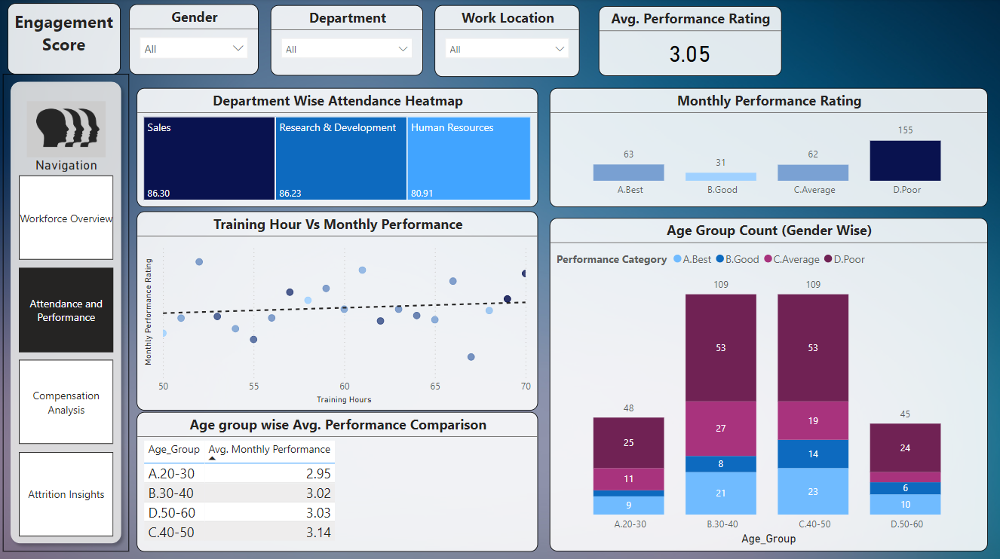 Engagement
Score
Gender
All
Department
All
Work Location
All
Avg. Performance Rating
3.05
Navigation
Workforce Overview
Attendance and
Performance
Compensation
Analysis
Attrition Insights
Department Wise Attendance Heatmap
Sales
86.30
Research & Development
86.23
Human Resources
80.91
Monthly Performance Rating
63
31
62
155
A.Best
B.Good
C.Average
D.Poor
Training Hour Vs Monthly Performance
Monthly Performance Rating
50
55
60
65
70
Training Hours
Age group wise Avg. Performance Comparison
Age_Group Avg. Monthly Performance
A.20-30 2.95
B.30-40 3.02
D.50-60 3.03
C.40-50 3.14
Age Group Count (Gender Wise)
Performance Category A.Best B.Good C.Average D.Poor
48
25
11
9
109
53
27
8
21
109
53
19
14
23
45
24
6
10
A.20-30
B.30-40
C.40-50
D.50-60
Age_Group